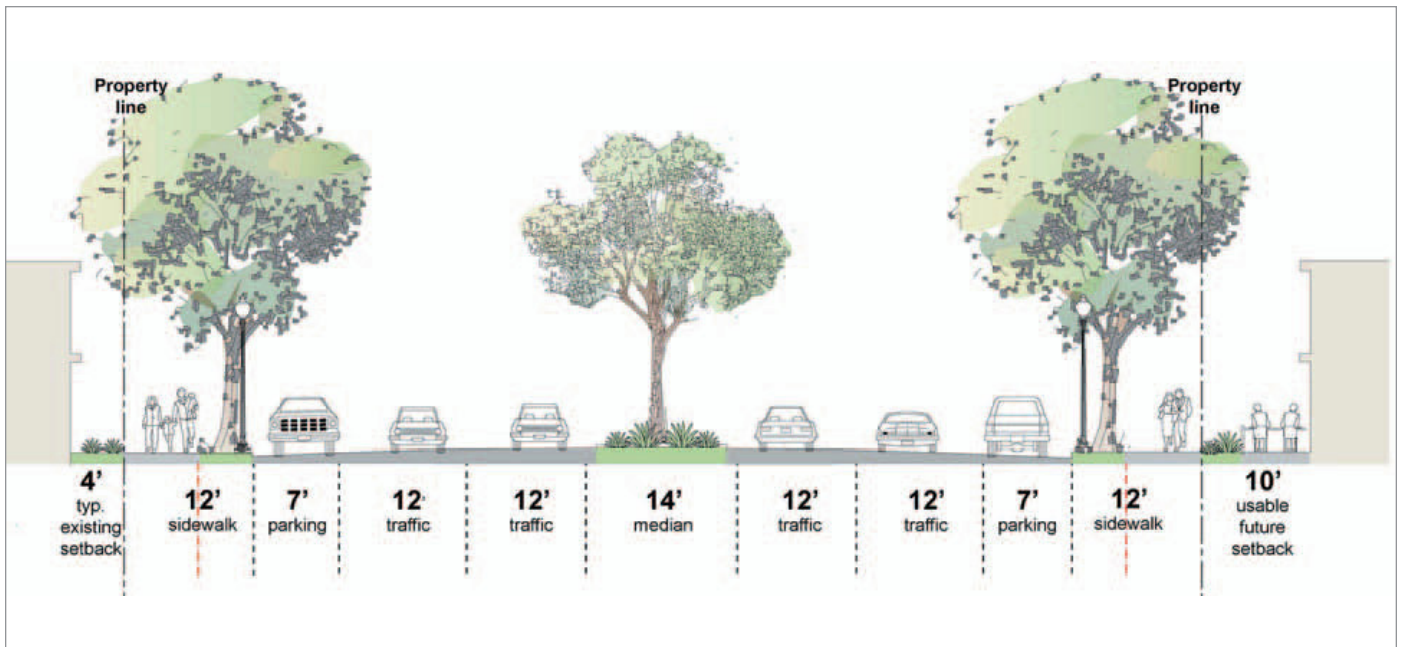 Property
line
Property
line
4’
typ.
existing
setback
12’
sidewalk
7’
parking
12’
traffic
12’
traffic
14’
median
12’
traffic
12’
traffic
7’
parking
12’
sidewalk
10’
usable
future
setback